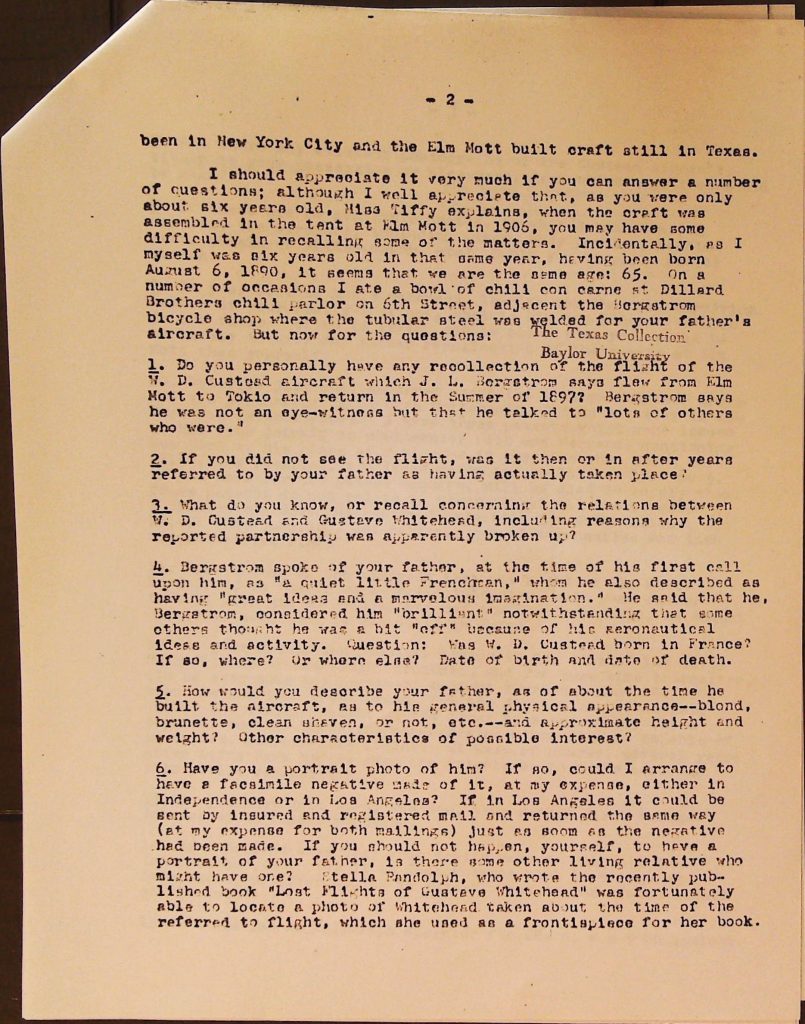 - 2 -
been in New York City and the Elm Mott built craft still in Texas.
I should appreciate it very much if you can answer a number
of questions; although I well appreciate that, as you were only
about six years old, Miss Tiffy explains, when the craft was
assembled in the tent at Elm Mott in 1906, you may have some
difficulty in recalling some of the matters. Incidentally, as I
myself was six years old in that same year, having been born
August 6, 1890, it seems that we are the same age: 65. On a
number of occasions I ate a bowl of chili con carne at Dillard
Brothers chili parlor on 6th Street, adjacent the Bergstrom
bicycle shop where the tubular steel was welded for your father's
aircraft. But now for the questions:
The Texas Collection
Baylor University
1. Do you personally have any recollection of the flight of the
W. D. Custead aircraft which J. L. Bergstrom says flew from Elm
Mott to Tokio and return in the Summer of 1897? Bergstrom says
he was not an eye-witness but that he talked to "lots of others
who were."
2. If you did not see the flight, was it then or in after years
referred to by your father as having actually taken place?
3. What do you know, or recall concerning the relations between
W. D. Custead and Gustave Whitehead, including reasons why the
reported partnership was apparently broken up?
4. Bergstrom spoke of your father, at the time of his first call
upon him, as "a quiet little Frenchman," whom he also described as
having "great ideas and a marvelous imagination." He said that he,
Bergstrom, considered him "brilliant" notwithstanding that some
others thought he was a bit "off" because of his aeronautical
ideas and activity. Question: Was W. D. Custead born in France?
If so, where? Or where else? Date of birth and date of death.
5. How would you describe your father, as of about the time he
built the aircraft, as to his general physical appearance--blond,
brunette, clean shaven, or not, etc.--and approximate height and
weight? Other characteristics of possible interest?
6. Have you a portrait photo of him? If so, could I arrange to
have a facsimile negative made of it, at my expense, either in
Independence or in Los Angeles? If in Los Angeles it could be
sent by insured and registered mail and returned the same way
(at my expense for both mailings) just as soom as the negative
had been made. If you should not happen, yourself, to have a
portrait of your father, is there some other living relative who
might have one? Stella Randolph, who wrote the recently pub-
lished book "Lost Flights of Gustave Whitehead" was fortunately
able to locate a photo of Whitehead taken about the time of the
referred to flight, which she used as a frontispiece for her book.